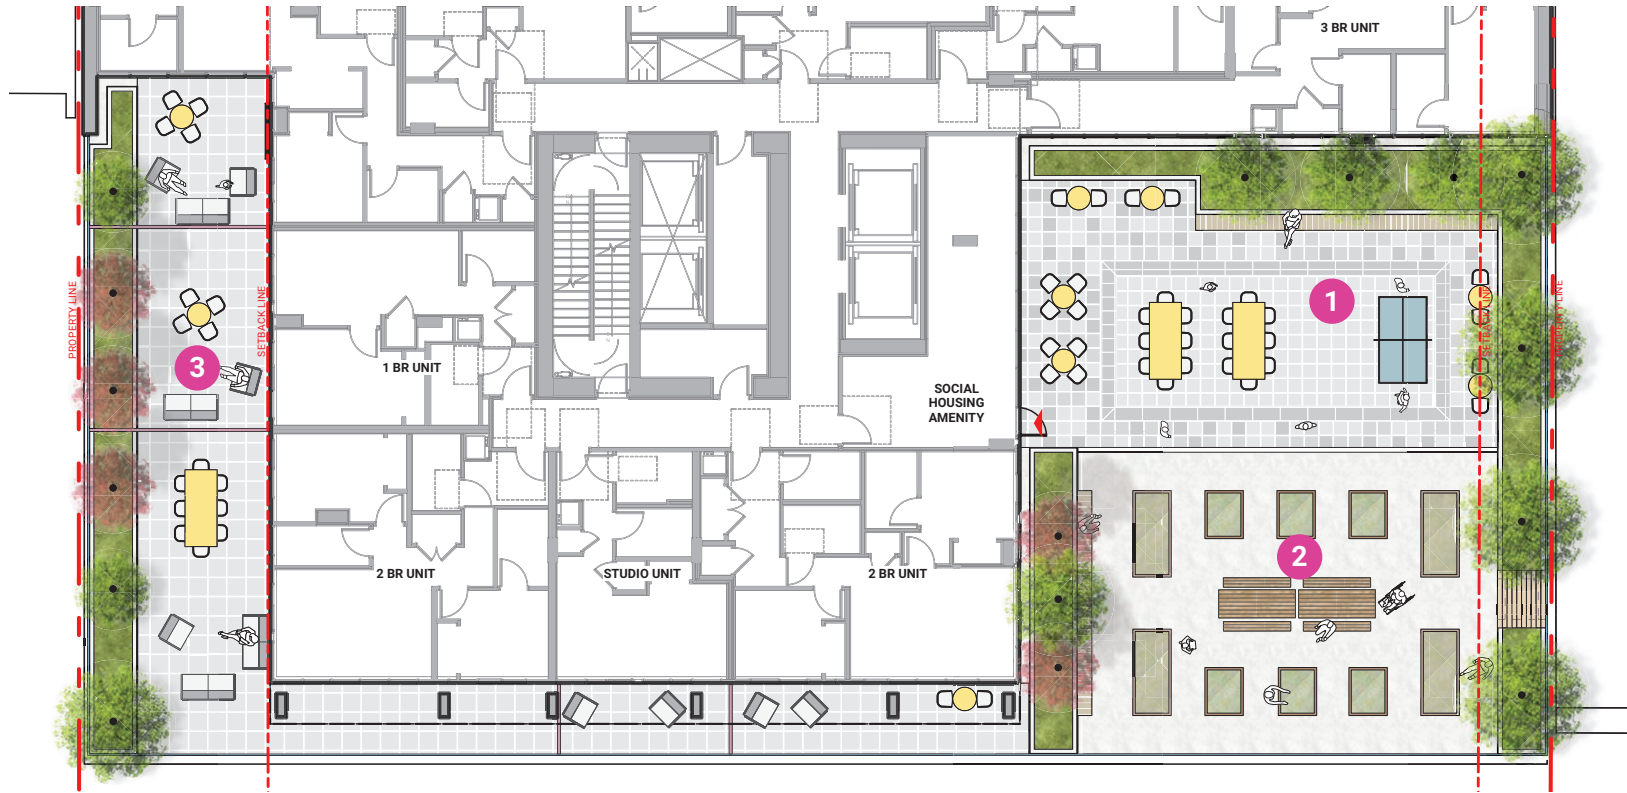 3 BR UNIT
PROPERTY LINE
SETBACK LINE
3
1 BR UNIT
SOCIAL
HOUSING
AMENITY
1
SETBACK LINE
PROPERTY LINE
2 BR UNIT
STUDIO UNIT
2 BR UNIT
2